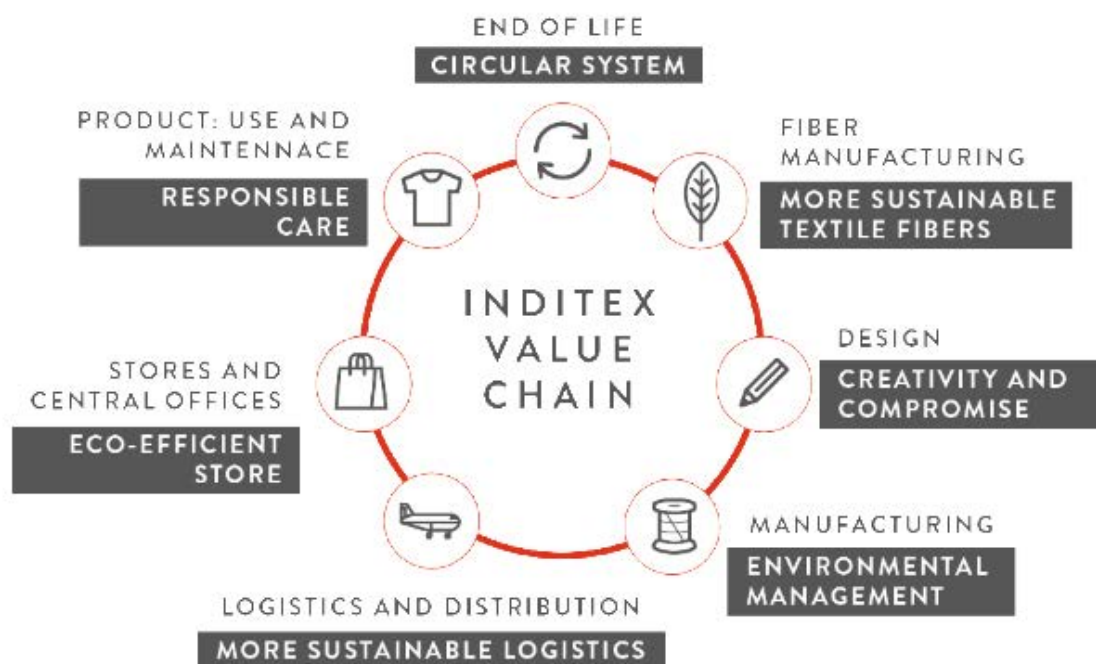 END OF LIFE
CIRCULAR SYSTEM
FIBER
MANUFACTURING
MORE SUSTAINABLE
TEXTILE FIBERS
DESIGN
CREATIVITY AND
COMPROMISE
MANUFACTURING
ENVIRONMENTAL
MANAGEMENT
LOGISTICS AND DISTRIBUTION
MORE SUSTAINABLE LOGISTICS
STORES AND
CENTRAL OFFICES
ECO-EFFICIENT
STORE
PRODUCT: USE AND
MAINTENNACE
RESPONSIBLE
CARE
INDITEX
VALUE
CHAIN